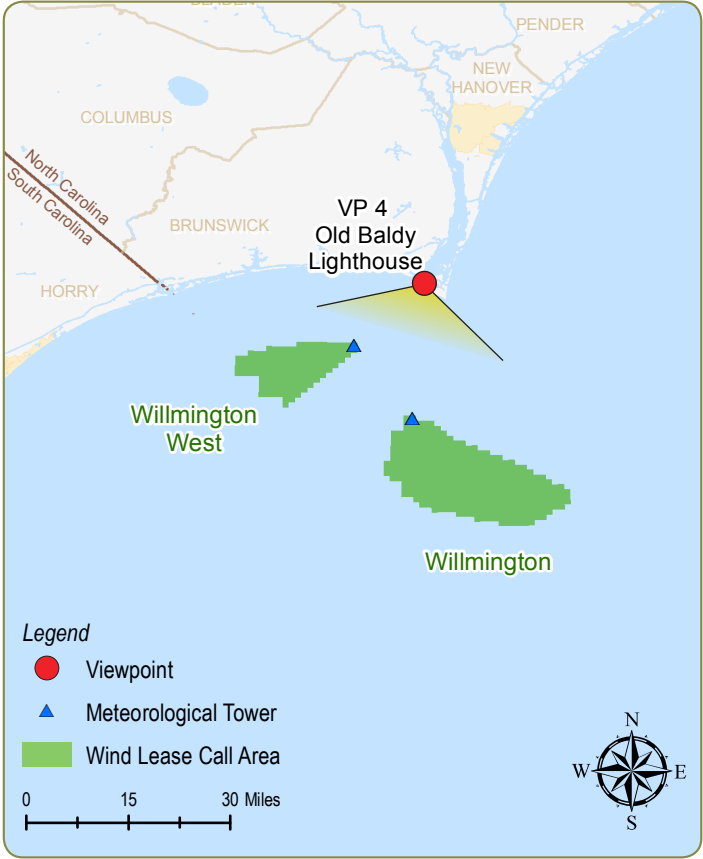 BLADEN
PENDER
NEW
HANOVER
COLUMBUS
North Carolina
South Carolina
BRUNSWICK
VP 4
Old Baldy
Lighthouse
HORRY
Willmington
West
Willmington
Legend
Viewpoint
Meteorological Tower
Wind Lease Call Area
0 15 30 Miles
N
W E
S